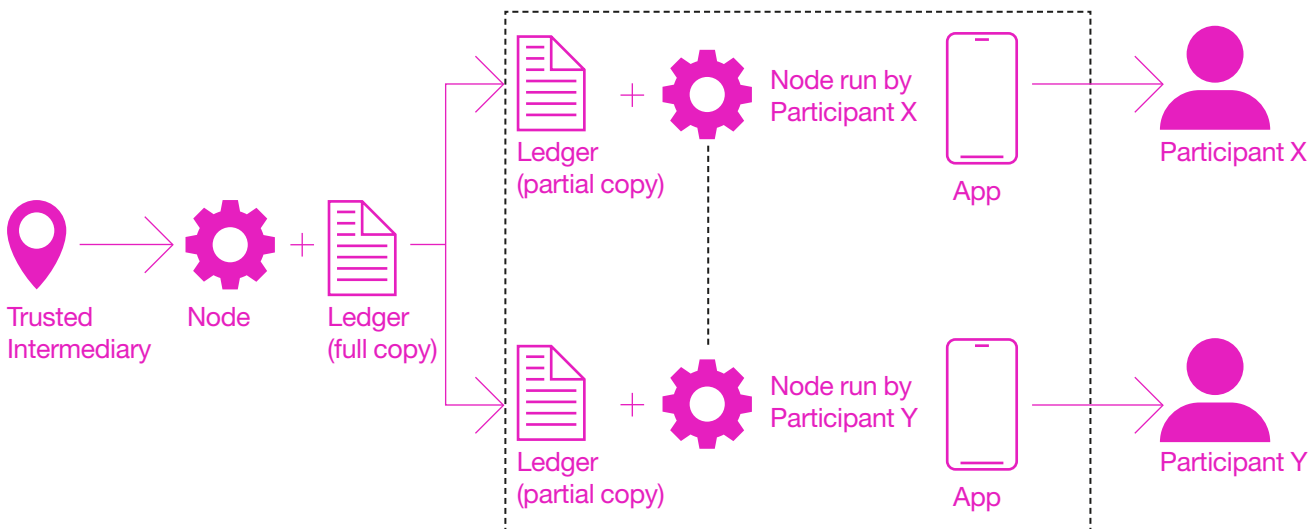 Trusted
Intermediary
Node
Ledger
(full copy)
Ledger
(partial copy)
Node run by
Participant X
App
Participant X
Ledger
(partial copy)
Node run by
Participant Y
App
Participant Y